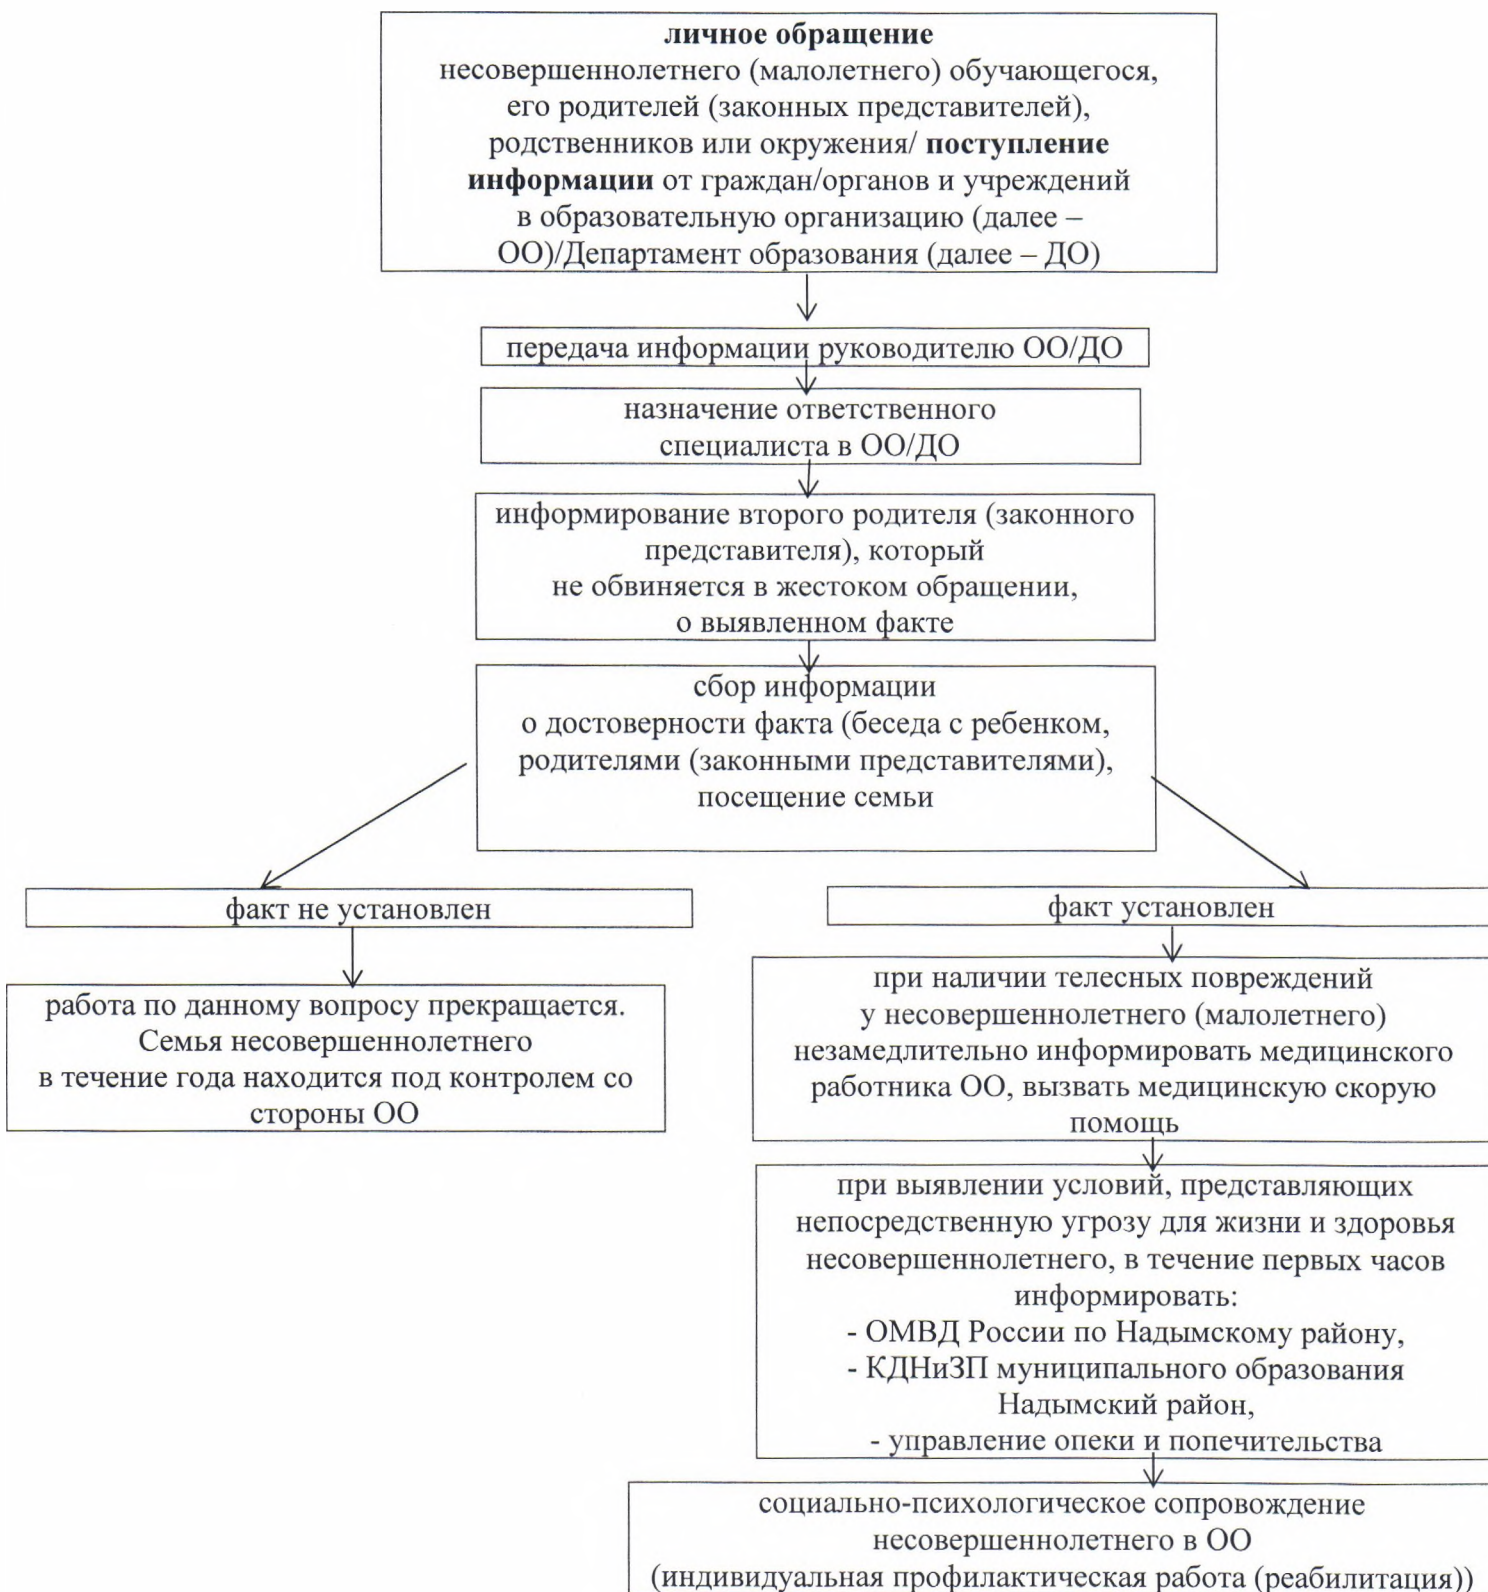 личное обращение
несовершеннолетнего (малолетнего) обучающегося,
его родителей (законных представителей),
родственников или окружения/ поступление
информации от граждан/органов и учреждений
в образовательную организацию (далее –
ОО)/Департамент образования (далее – ДО)
передача информации руководителю ОО/ДО
назначение ответственного
специалиста в ОО/ДО
информирование второго родителя (законного
представителя), который
не обвиняется в жестоком обращении,
о выявленном факте
сбор информации
о достоверности факта (беседа с ребенком,
родителями (законными представителями),
посещение семьи
факт не установлен
работа по данному вопросу прекращается.
Семья несовершеннолетнего
в течение года находится под контролем со
стороны ОО
факт установлен
при наличии телесных повреждений
у несовершеннолетнего (малолетнего)
незамедлительно информировать медицинского
работника ОО, вызвать медицинскую скорую
помощь
при выявлении условий, представляющих
непосредственную угрозу для жизни и здоровья
несовершеннолетнего, в течение первых часов
информировать:
- ОМВД России по Надымскому району,
- КДНиЗП муниципального образования
Надымский район,
- управление опеки и попечительства
социально-психологическое сопровождение
несовершеннолетнего в ОО
(индивидуальная профилактическая работа (реабилитация))